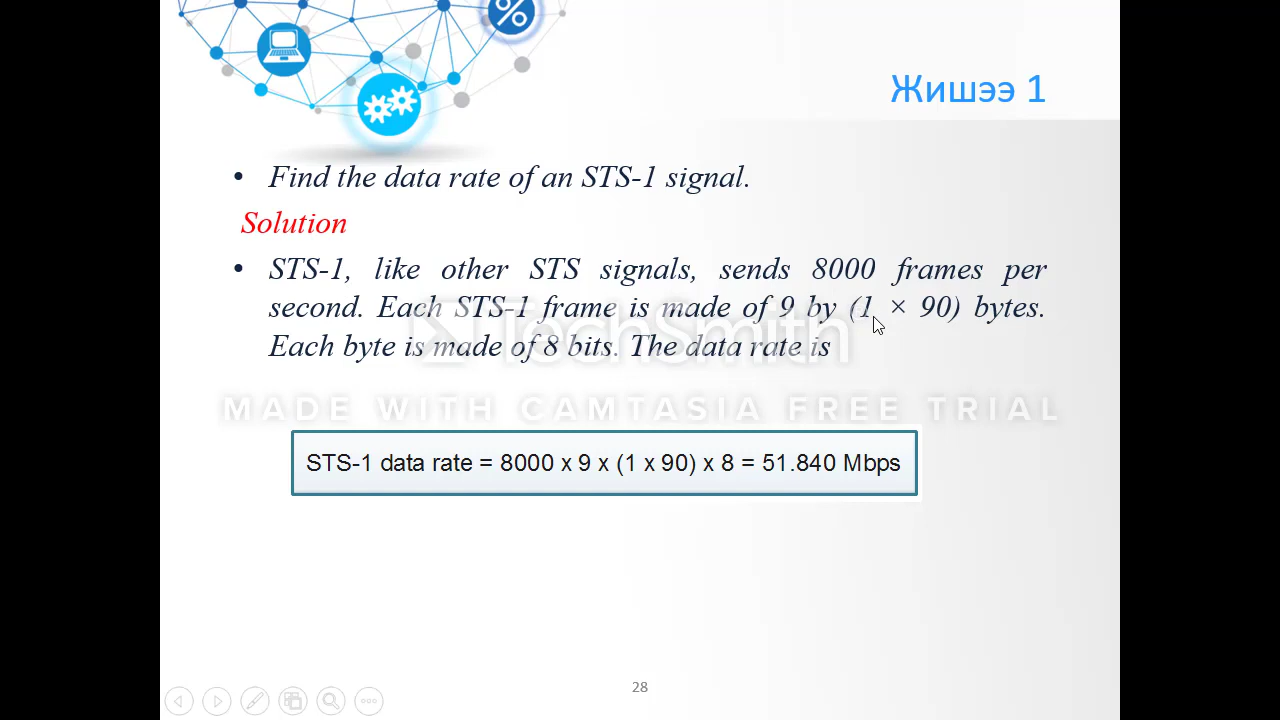 %
Жишээ 1
• Find the data rate of an STS-1 signal.
Solution
• STS-1, like other STS signals, sends 8000 frames per
second. Each STS-1 frame is made of 9 by (1 × 90) bytes.
Each byte is made of 8 bits. The data rate is
TechSmith
MADE WITH CAMTASIA FREE TRIAL
STS-1 data rate = 8000 x 9 x (1 x 90) x 8 = 51.840 Mbps
28